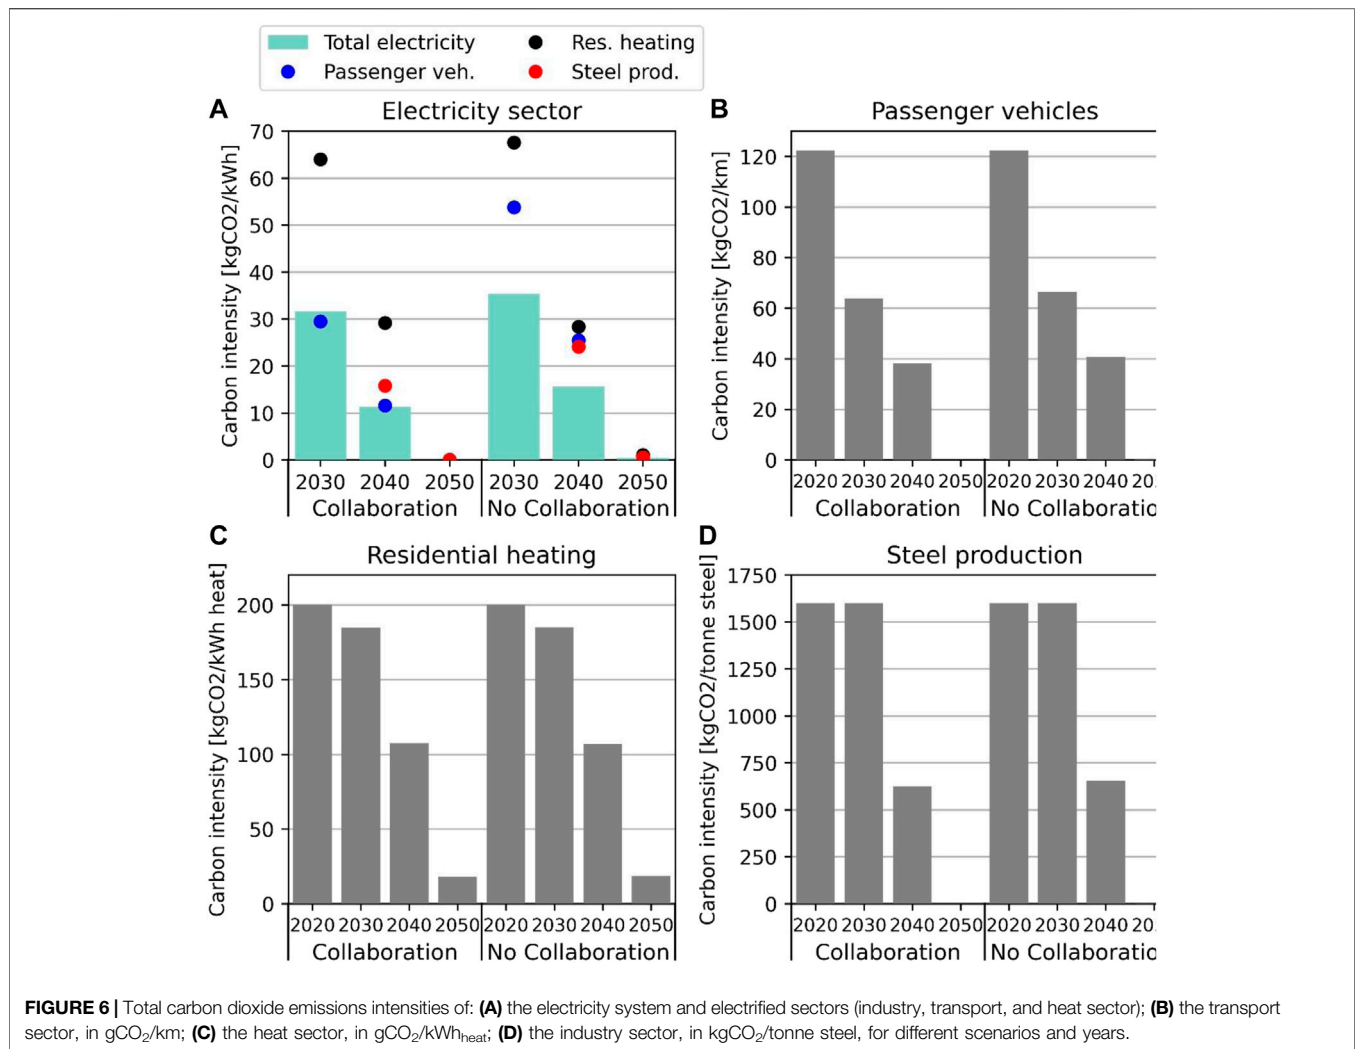 Total electricity
Res. heating
Passenger veh.
Steel prod.
A
Electricity sector
Carbon intensity [kgCO2/kWh]
70
60
50
40
30
20
10
0
2030 2040 2050 2030 2040 2050
Collaboration No Collaboration
B
Passenger vehicles
Carbon intensity [kgCO2/km]
120
100
80
60
40
20
0
2020 2030 2040 2050 2020 2030 2040 20
Collaboration No Collaboratio
C
Residential heating
Carbon intensity [kgCO2/kWh heat]
200
150
100
50
0
2020 2030 2040 2050 2020 2030 2040 2050
Collaboration No Collaboration
D
Steel production
Carbon intensity [kgCO2/tonne steel]
1750
1500
1250
1000
750
500
250
0
2020 2030 2040 2050 2020 2030 2040 20
Collaboration No Collaboratio
FIGURE 6 | Total carbon dioxide emissions intensities of: (A) the electricity system and electrified sectors (industry, transport, and heat sector); (B) the transport
sector, in gCO₂/km; (C) the heat sector, in gCO₂/kWhheat; (D) the industry sector, in kgCO₂/tonne steel, for different scenarios and years.